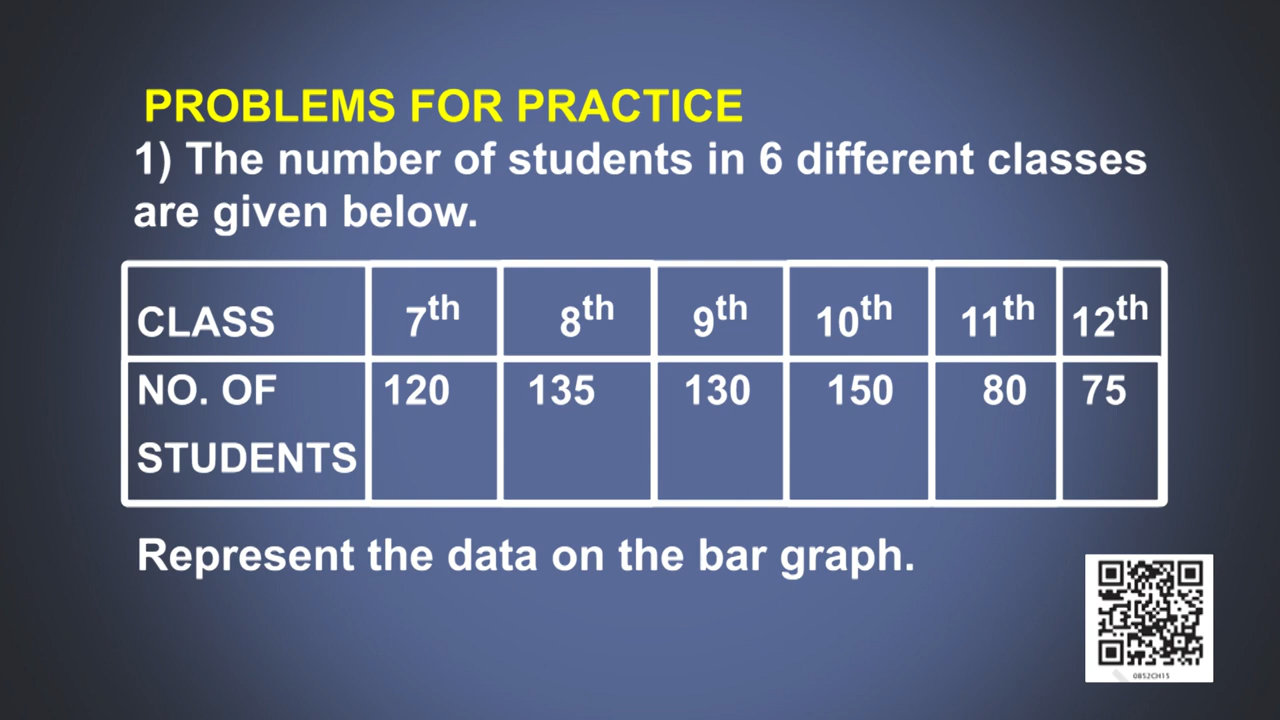 PROBLEMS FOR PRACTICE
1) The number of students in 6 different classes
are given below.
CLASS 7th 8th 9th 10th 11th 12th
NO. OF 120 135 130 150 80 75
STUDENTS
Represent the data on the bar graph.
0852CH15